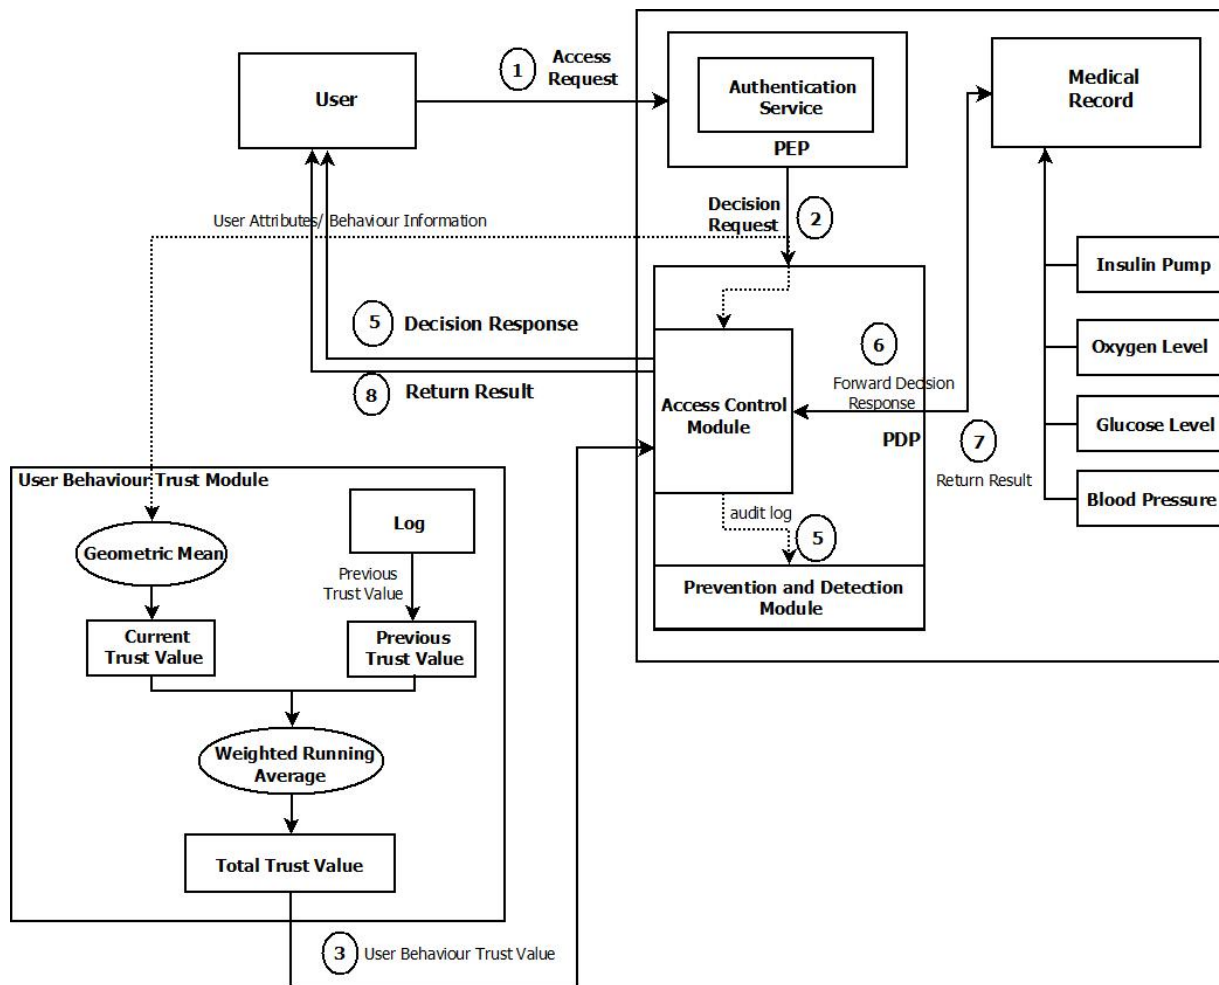 User
1
Access
Request
Authentication
Service
PEP
Medical
Record
Decision
Request
2
User Attributes/ Behaviour Information
Insulin Pump
5
Decision Response
6
Oxygen Level
8
Return Result
Forward Decision
Response
Access Control
Module
PDP
7
Glucose Level
Return Result
Blood Pressure
User Behaviour Trust Module
audit log
5
Log
Geometric Mean
Previous
Trust Value
Prevention and Detection
Module
Current
Trust Value
Previous
Trust Value
Weighted Running
Average
Total Trust Value
3
User Behaviour Trust Value